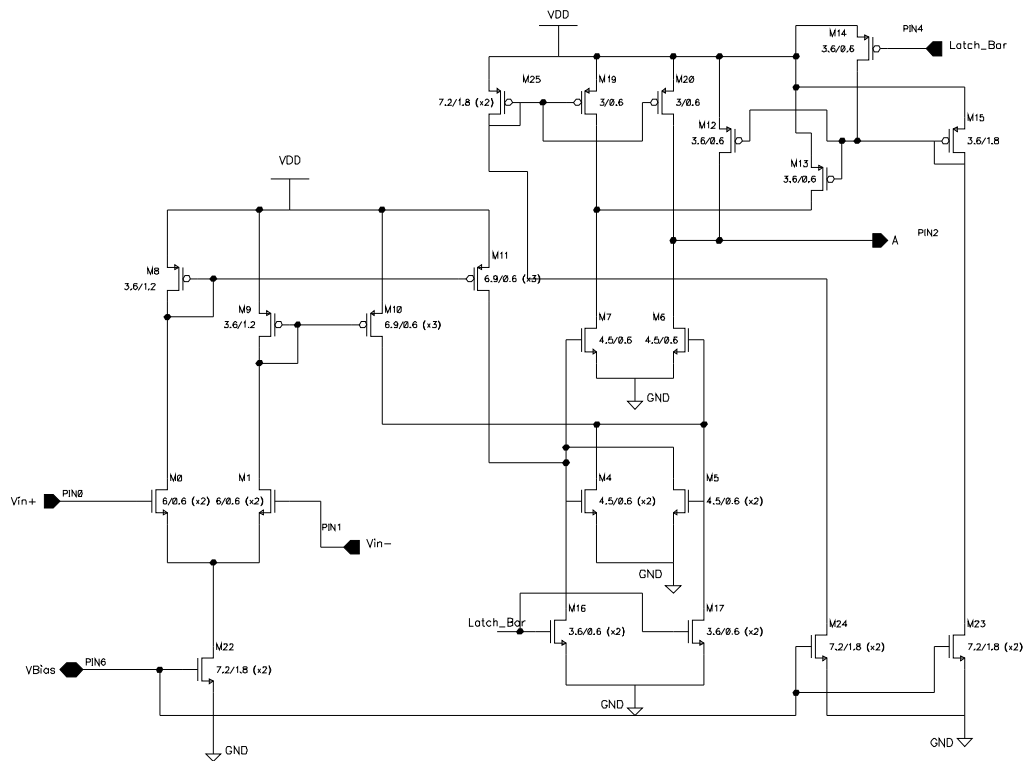 VDD
M14
PIN4
3.6/0.6
Latch_Bar
M25
M19
M20
7.2/1.8 (x2)
3/0.6
3/0.6
M12
3.6/0.6
M15
3.6/1.8
M13
3.6/0.6
VDD
A
PIN2
M8
3.6/1.2
M11
6.9/0.6 (x3)
M9
3.6/1.2
M10
6.9/0.6 (x3)
M7
4.5/0.6
M6
4.5/0.6
GND
M0
6/0.6 (x2)
M1
6/0.6 (x2)
M4
4.5/0.6 (x2)
M5
4.5/0.6 (x2)
Vin+
PIN0
PIN1
Vin-
GND
Latch_Bar
M16
3.6/0.6 (x2)
M17
3.6/0.6 (x2)
M24
7.2/1.8 (x2)
M23
7.2/1.8 (x2)
VBias
PIN6
M22
7.2/1.8 (x2)
GND
GND
GND